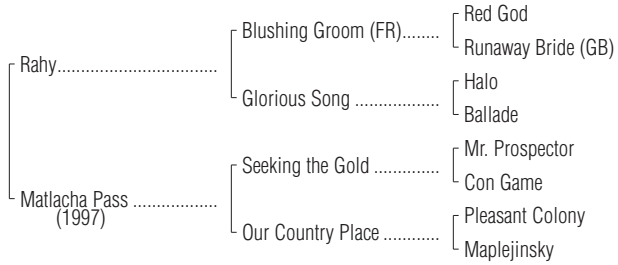 Red God
Blushing Groom (FR)........
Runaway Bride (GB)
Rahy.................................
Halo
Glorious Song ..................
Ballade
Mr. Prospector
Seeking the Gold ..............
Con Game
Matlacha Pass ..................
(1997)
Pleasant Colony
Our Country Place ............
Maplejinsky